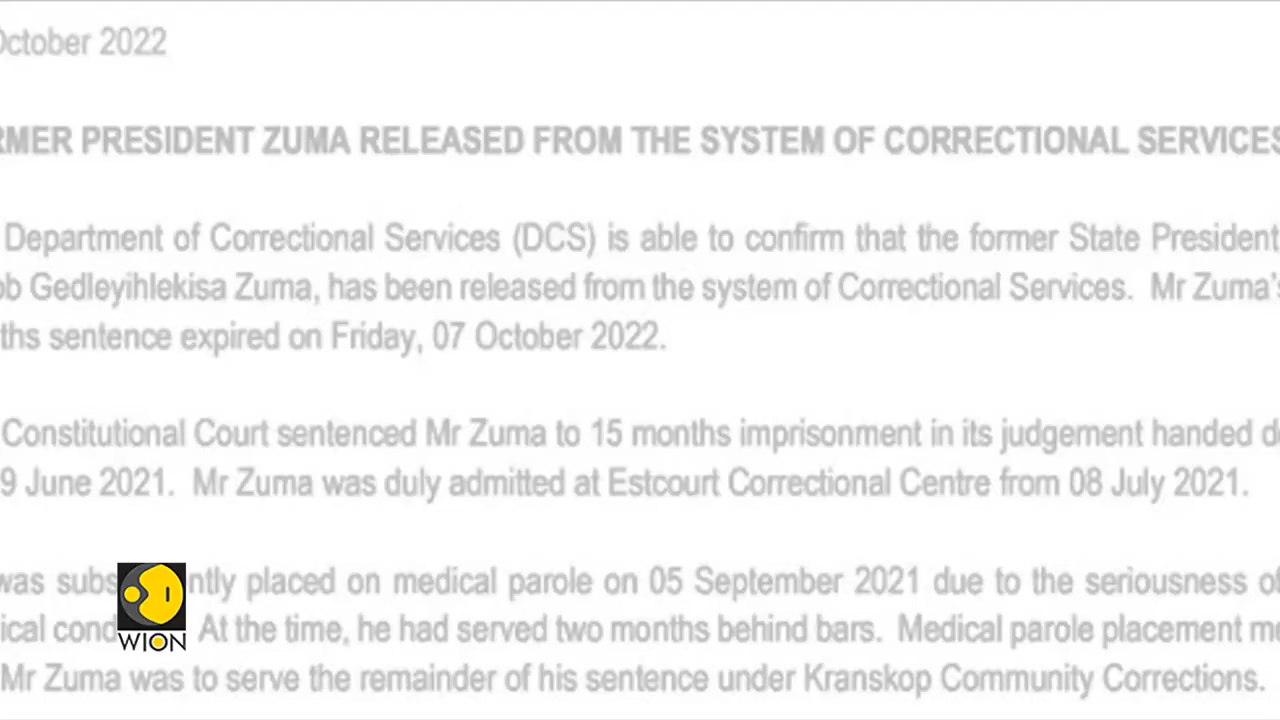 October 2022
RMER PRESIDENT ZUMA RELEASED FROM THE SYSTEM OF CORRECTIONAL SERVICES
Department of Correctional Services (DCS) is able to confirm that the former State President
ob Gedleyihlekisa Zuma, has been released from the system of Correctional Services. Mr Zuma's
ths sentence expired on Friday, 07 October 2022.
Constitutional Court sentenced Mr Zuma to 15 months imprisonment in its judgement handed d
9 June 2021. Mr Zuma was duly admitted at Estcourt Correctional Centre from 08 July 2021.
was subs ntly placed on medical parole on 05 September 2021 due to the seriousness of
ical cond At the time, he had served two months behind bars. Medical parole placement m
Mr Zuma was to serve the remainder of his sentence under Kranskop Community Corrections.
WION